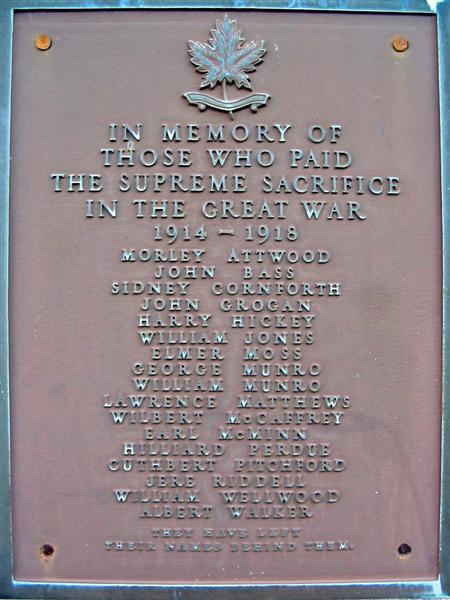 IN MEMORY OF
THOSE WHO PAID
THE SUPREME SACRIFICE
IN THE GREAT WAR
1914 – 1918
MORLEY ATTWOOD
JOHN BASS
SIDNEY CORNFORTH
JOHN GROGAN
HARRY HICKEY
WILLIAM JONES
ELMER MOSS
GEORGE MUNRO
WILLIAM MUNRO
LAWRENCE MATTHEWS
WILBERT McCAFFREY
EARL McMINN
HILLIARD PERDUE
CUTHBERT PITCHFORD
JERE RIDDELL
WILLIAM WELLWOOD
ALBERT WALKER
THEY HAVE LEFT
THEIR NAMES BEHIND THEM.